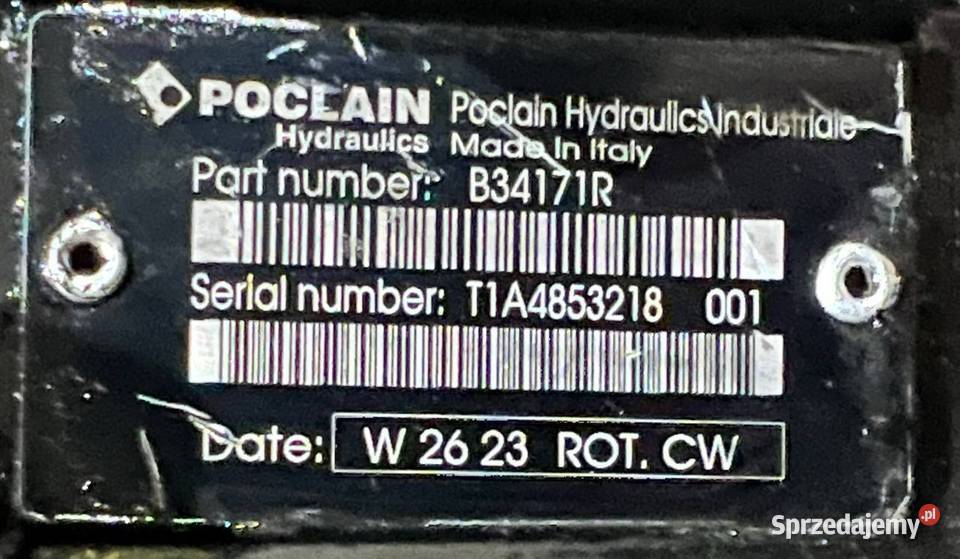 POCLAIN Poclain Hydraulics Industriale
Hydraulics Made In Italy
Part number: B34171R
Serial number: T1A4853218 001
Date: W 26 23 ROT. CW
Sprzedajemy.pl